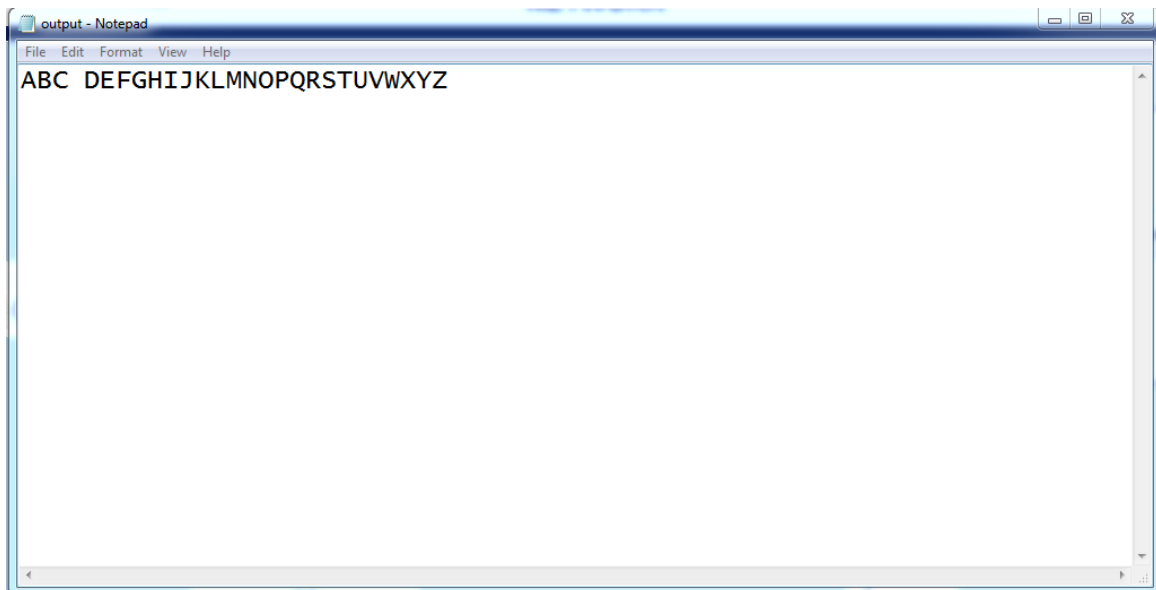 output - Notepad
File Edit Format View Help
ABC DEFGHIJKLMNOPQRSTUVWXYZ